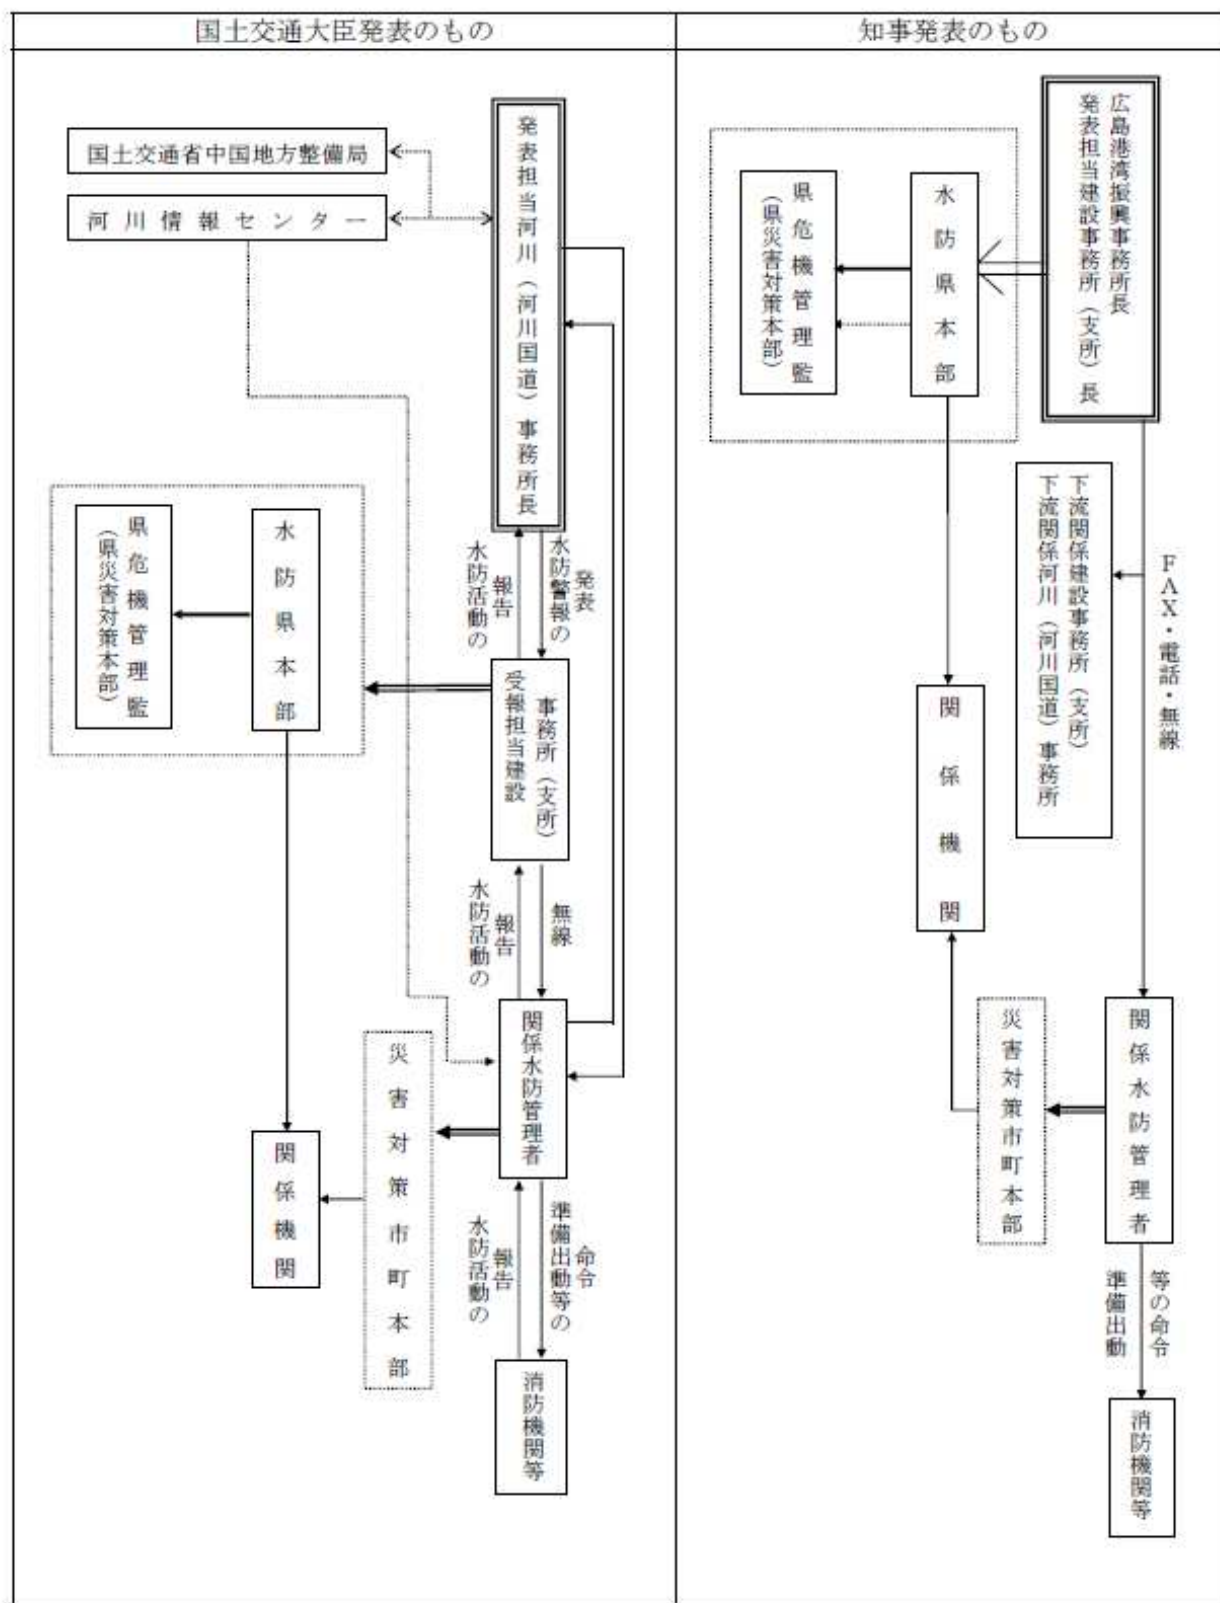 国土交通大臣発表のもの
国土交通省中国地方整備局
河川情報センター
発表担当河川（河川国道）事務所長
水防警報の
発表
水防活動の
報告
水防県本部
県危機管理監
（県災害対策本部）
受報担当建設
事務所（支所）
無線
水防活動の
報告
関係水防管理者
災害対策市町本部
関係機関
準備出動等の
命令
水防活動の
報告
消防機関等
知事発表のもの
広島港湾振興事務所長
発表担当建設事務所（支所）長
水防県本部
県危機管理監
（県災害対策本部）
下流関係建設事務所（支所）
下流関係河川（河川国道）事務所
FAX・電話・無線
関係機関
関係水防管理者
災害対策市町本部
準備出動
等の命令
消防機関等